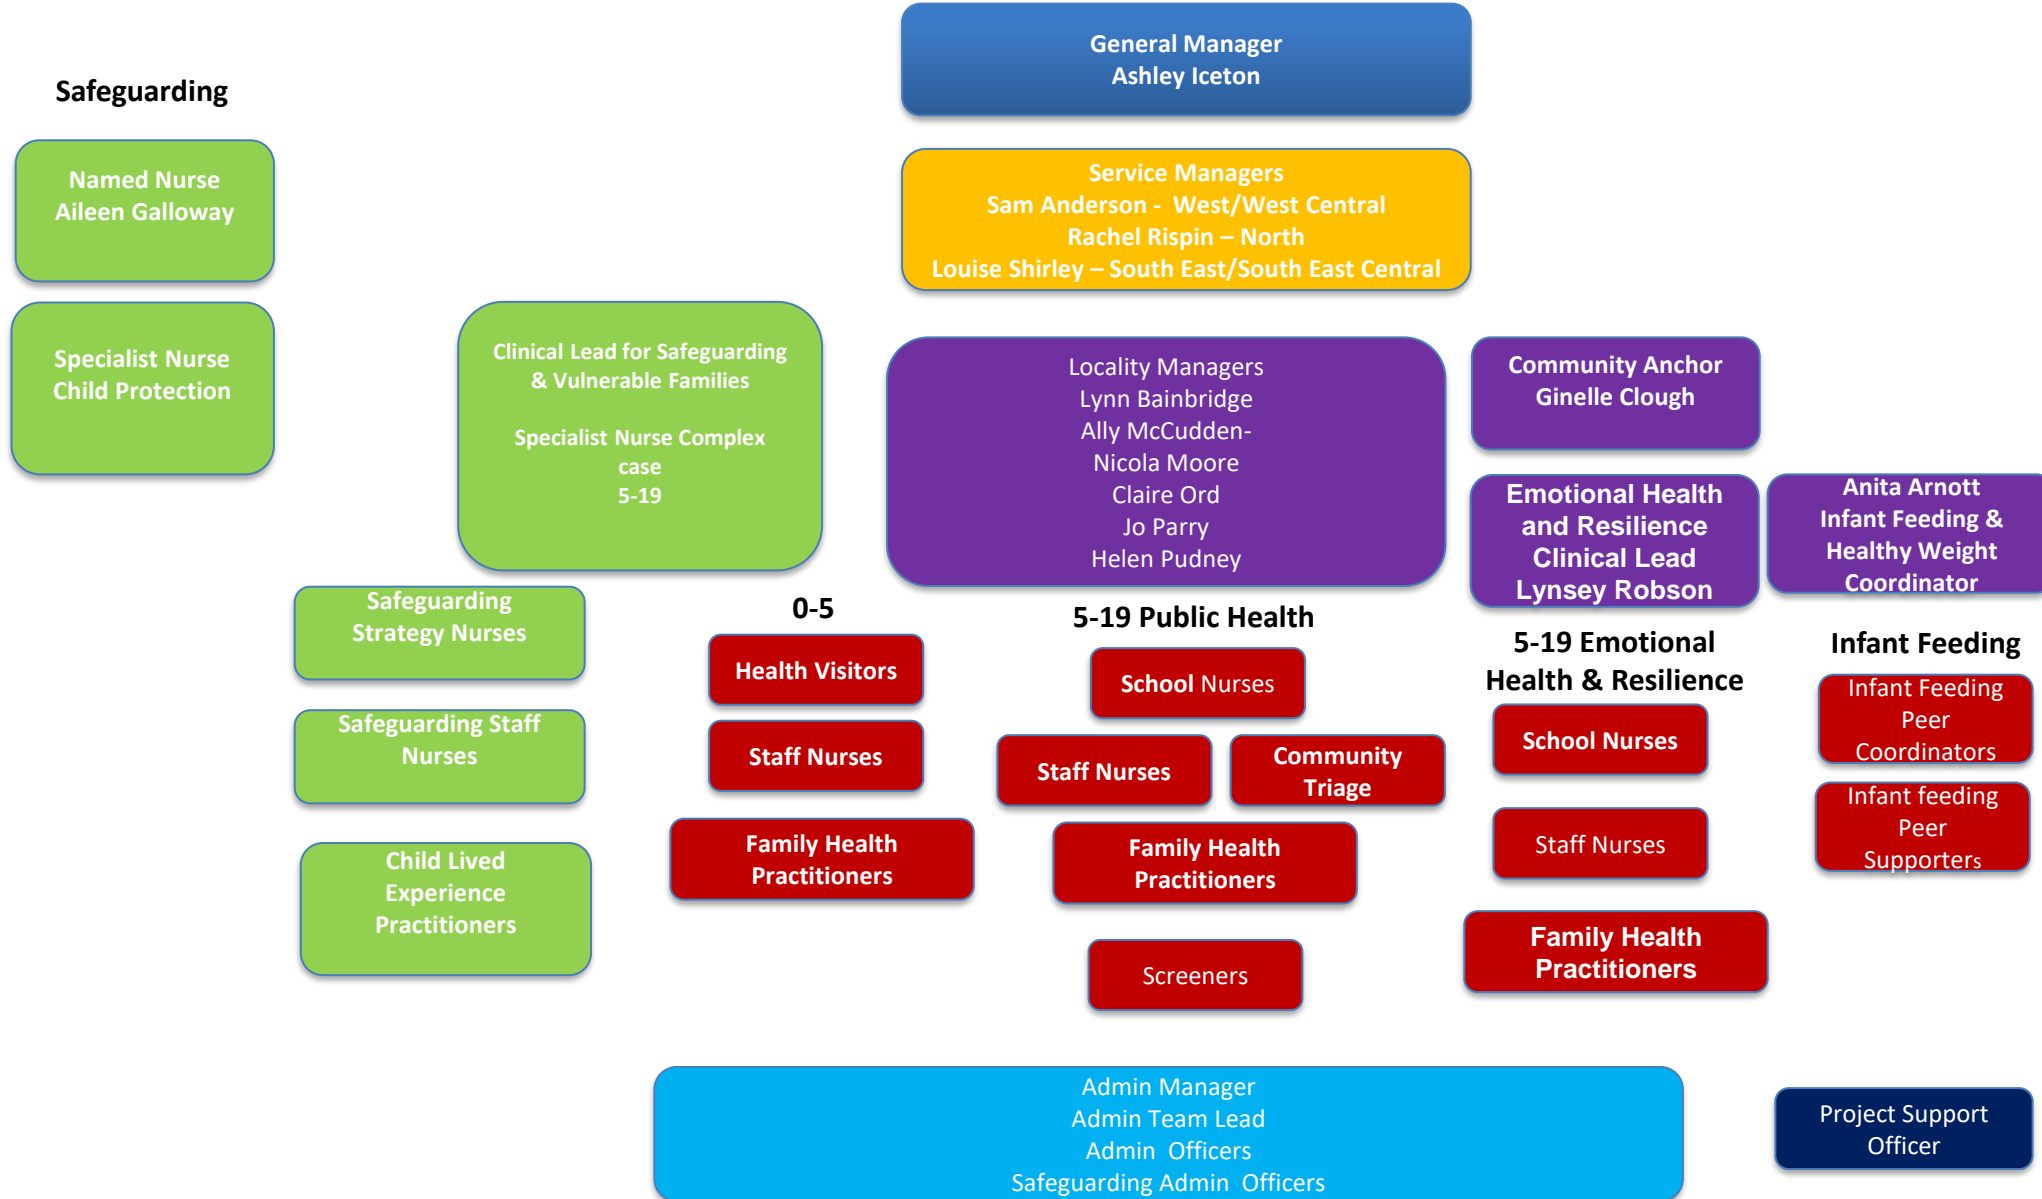 General Manager
Ashley Iceton
Safeguarding
Named Nurse
Aileen Galloway
Service Managers
Sam Anderson -  West/West Central
Rachel Rispin – North
Louise Shirley – South East/South East Central
Specialist Nurse
Child Protection
Clinical Lead for Safeguarding
& Vulnerable Families
Specialist Nurse Complex
case
5-19
Locality Managers
Lynn Bainbridge
Ally McCudden-
Nicola Moore
Claire Ord
Jo Parry
Helen Pudney
Community Anchor
Ginelle Clough
Emotional Health
and Resilience
Clinical Lead
Lynsey Robson
Anita Arnott
Infant Feeding &
Healthy Weight
Coordinator
Safeguarding
Strategy Nurses
Safeguarding Staff
Nurses
Child Lived
Experience
Practitioners
0-5
Health Visitors
Staff Nurses
Family Health
Practitioners
5-19 Public Health
School Nurses
Staff Nurses
Community
Triage
Family Health
Practitioners
Screeners
5-19 Emotional
Health & Resilience
School Nurses
Staff Nurses
Family Health
Practitioners
Infant Feeding
Infant Feeding
Peer
Coordinators
Infant feeding
Peer
Supporters
Admin Manager
Admin Team Lead
Admin  Officers
Safeguarding Admin  Officers
Project Support
Officer